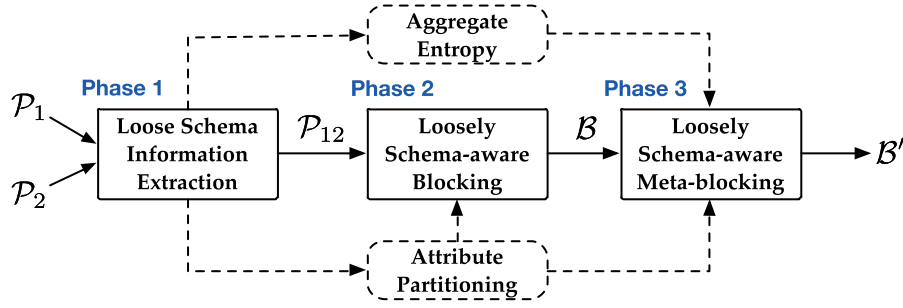 Aggregate
Entropy
Phase 1
Phase 2
Phase 3
𝒫₁
𝒫₂
Loose Schema
Information
Extraction
𝒫₁₂
Loosely
Schema-aware
Blocking
ℬ
Loosely
Schema-aware
Meta-blocking
ℬ′
Attribute
Partitioning